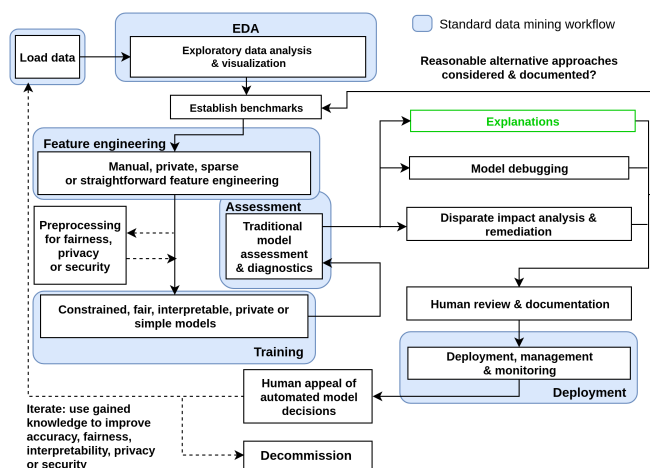 EDA
Standard data mining workflow
Load data
Exploratory data analysis
& visualization
Reasonable alternative approaches
considered & documented?
Establish benchmarks
Explanations
Feature engineering
Manual, private, sparse
or straightforward feature engineering
Model debugging
Assessment
Preprocessing
for fairness,
privacy
or security
Traditional
model
assessment
& diagnostics
Disparate impact analysis &
remediation
Constrained, fair, interpretable, private or
simple models
Training
Human review & documentation
Deployment, management
& monitoring
Deployment
Human appeal of
automated model
decisions
Iterate: use gained
knowledge to improve
accuracy, fairness,
interpretability, privacy
or security
Decommission